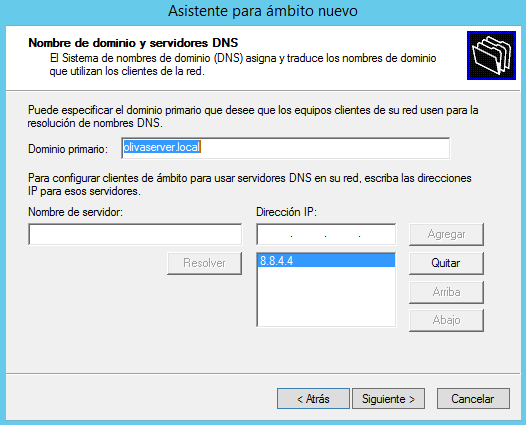 Asistente para ámbito nuevo
Nombre de dominio y servidores DNS
El Sistema de nombres de dominio (DNS) asigna y traduce los nombres de dominio
que utilizan los clientes de la red.
Puede especificar el dominio primario que desee que los equipos clientes de su red usen para la
resolución de nombres DNS.
Dominio primario: olivaserver.local
Para configurar clientes de ámbito para usar servidores DNS en su red, escriba las direcciones
IP para esos servidores.
Nombre de servidor: Dirección IP:
. . . Agregar
Resolver 8.8.4.4 Quitar
Arriba
Abajo
< Atrás Siguiente > Cancelar